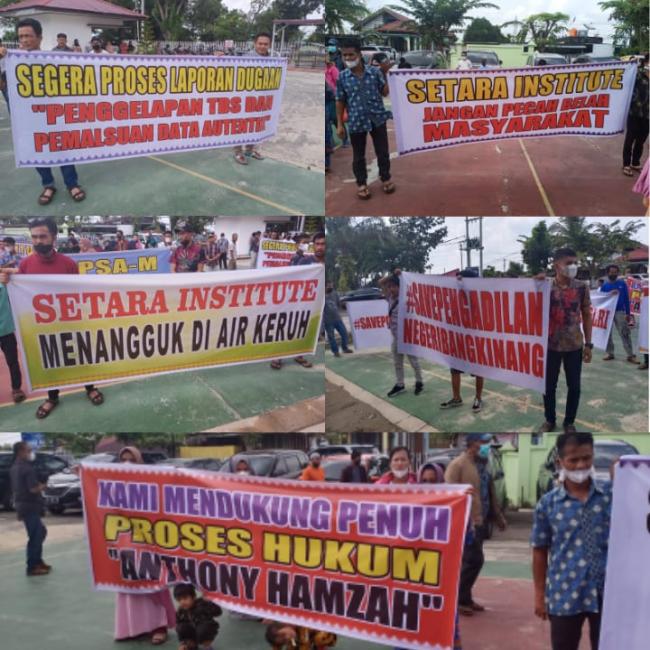 SEGERA PROSES LAPORAN DUGAAN
"PENGGELAPAN TBS DAN
PEMALSUAN DATA AUTENTIK"
SETARA INSTITUTE
JANGAN PECAH BELAH
MASYARAKAT
PSA-M
SETARA INSTITUTE
MENANGGUK DI AIR KERUH
#SAVEP
#SAVEPENGADILAN
NEGERIBANGKINANG
KAMI MENDUKUNG PENUH
PROSES HUKUM
"ANTHONY HAMZAH"